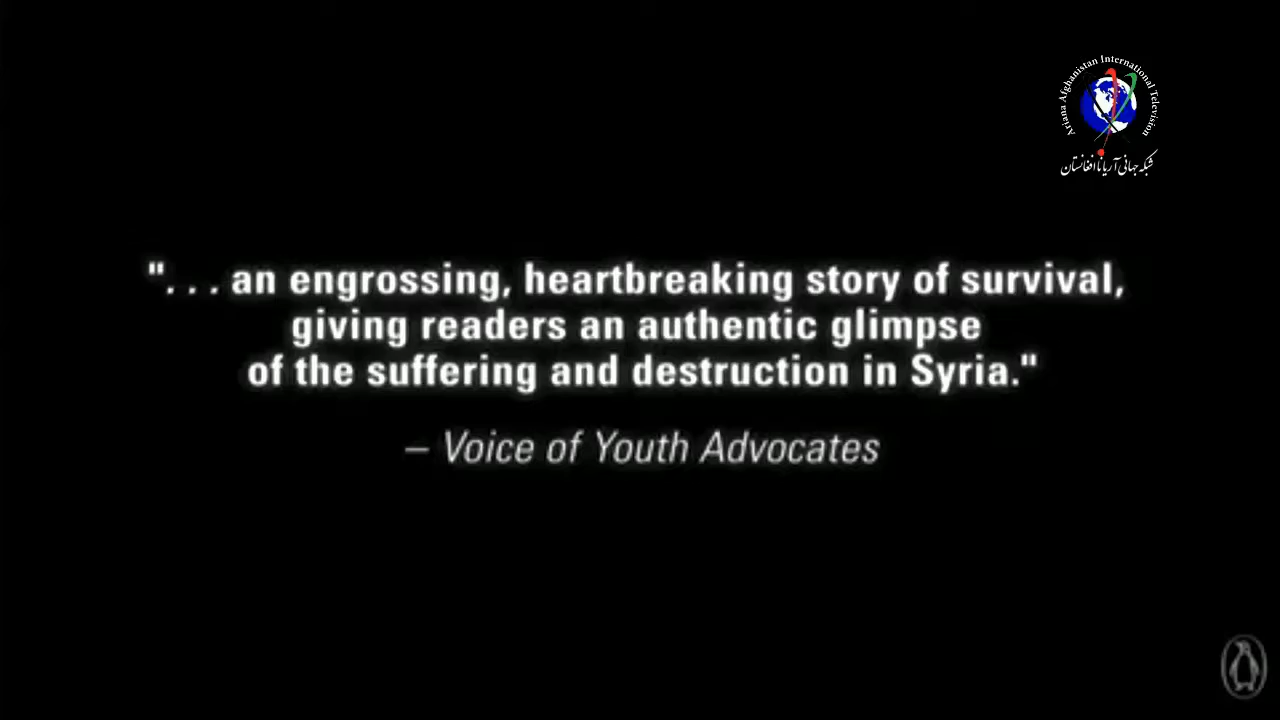 Ariana Afghanistan International Television
شبکه جهانی آریانا افغانستان
". . . an engrossing, heartbreaking story of survival,
giving readers an authentic glimpse
of the suffering and destruction in Syria."
– Voice of Youth Advocates